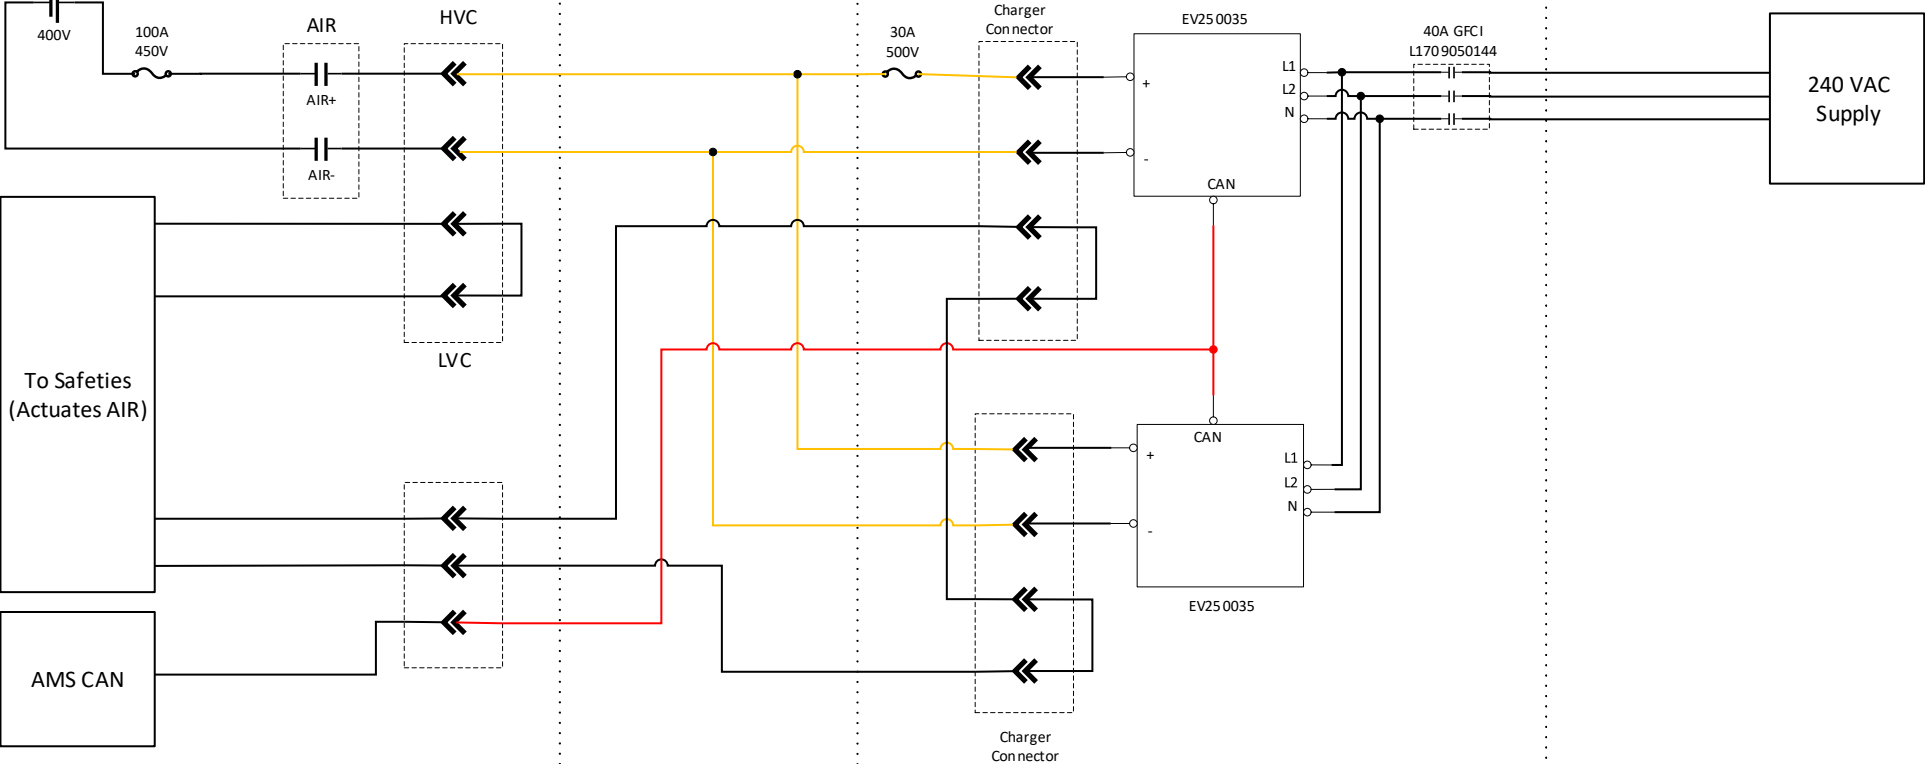 400V
100A
450V
AIR
AIR+
AIR-
HVC
LVC
30A
500V
Charger
Connector
EV250035
+
-
CAN
L1
L2
N
40A GFCI
L1709050144
240 VAC
Supply
To Safeties
(Actuates AIR)
AMS CAN
CAN
+
-
L1
L2
N
EV250035
Charger
Connector